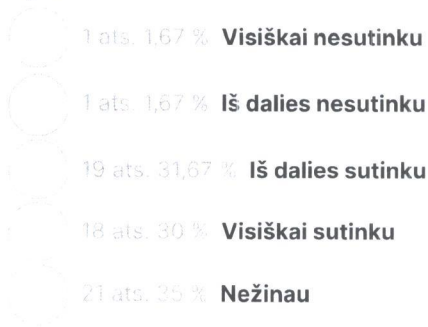 1 ats. 1,67 % Visiškai nesutinku
1 ats. 1,67 % Iš dalies nesutinku
19 ats. 31,67 % Iš dalies sutinku
18 ats. 30 % Visiškai sutinku
21 ats. 35 % Nežinau